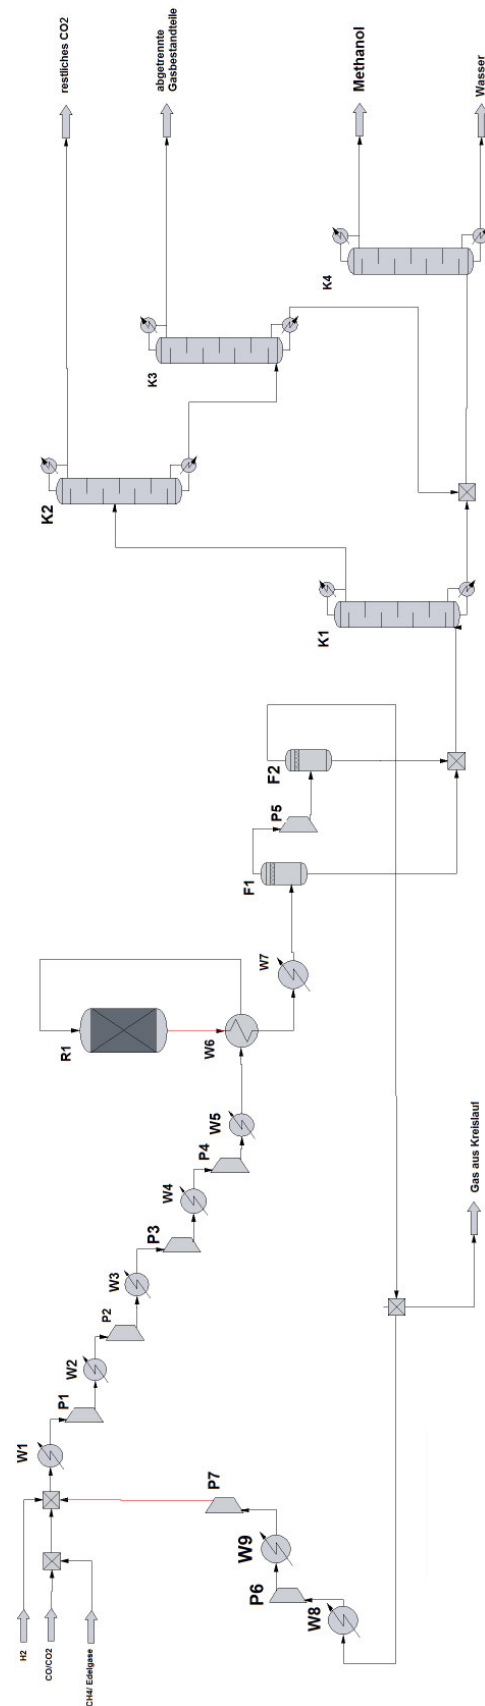 restliches CO2
abgetrennte
Gasbestandteile
Methanol
Wasser
K4
K3
K2
K1
F2
P5
F1
W7
R1
W6
W5
P4
W4
P3
W3
P2
W2
P1
W1
Gas aus Kreislauf
P7
W9
P6
W8
H2
CO/CO2
CH4/ Edelgase